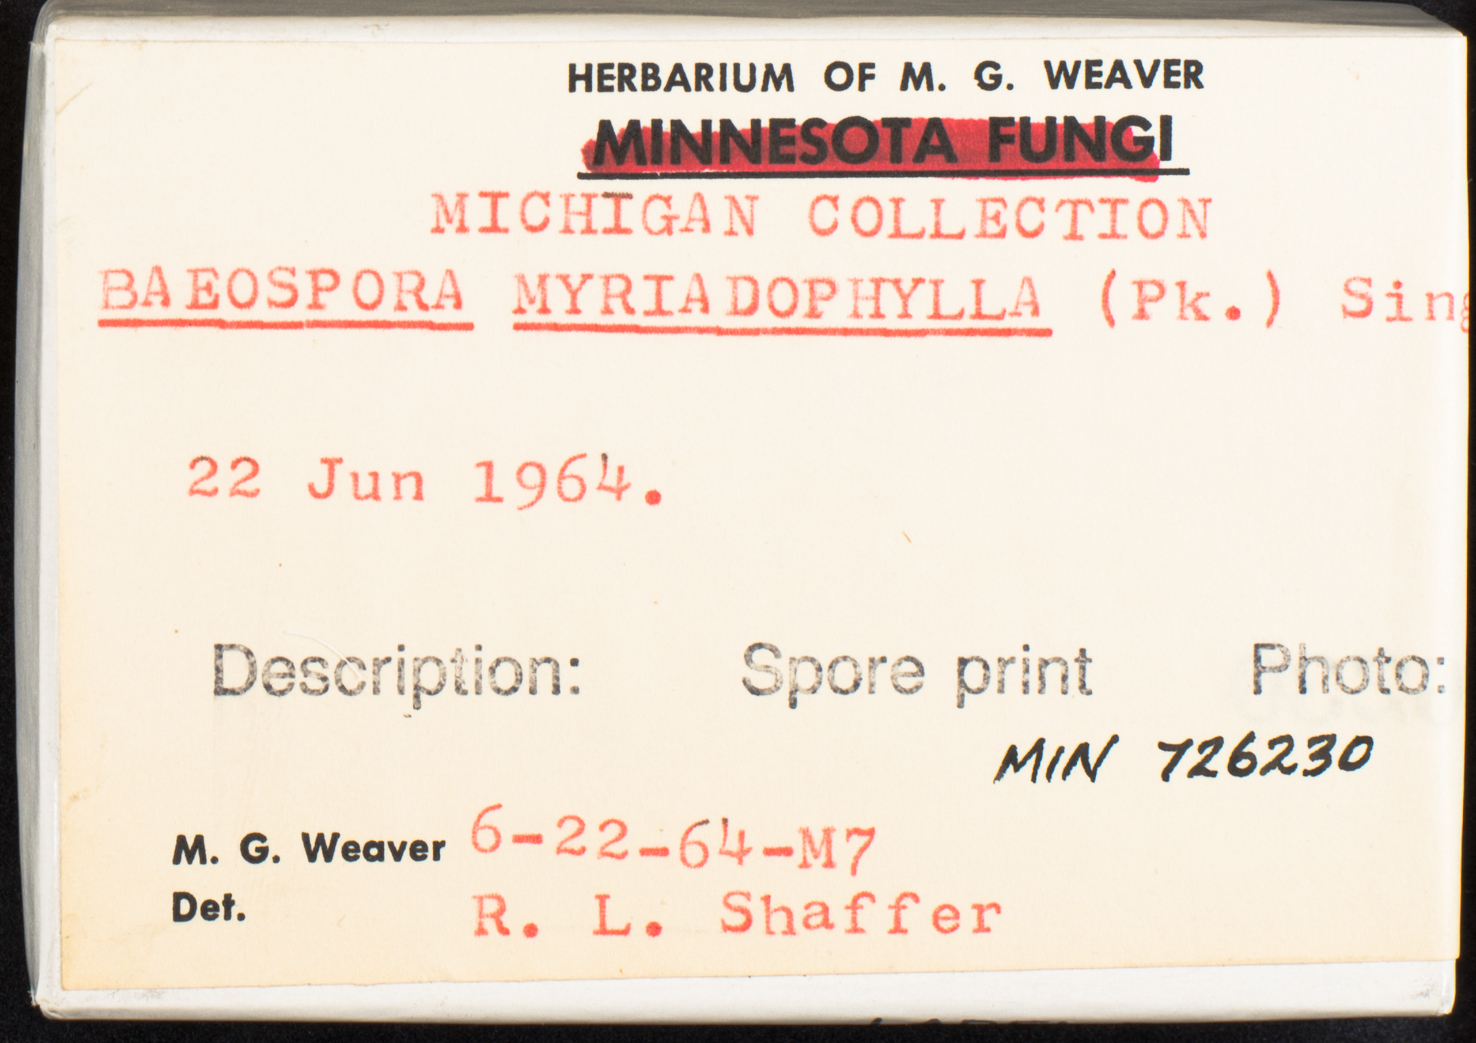 HERBARIUM OF M. G. WEAVER
MINNESOTA FUNGI
MICHIGAN COLLECTION
BAEOSPORA MYRIADOPHYLLA (Pk.) Sing
22 Jun 1964.
Description: Spore print Photo:
MIN 726230
M. G. Weaver 6-22-64-M7
Det. R. L. Shaffer